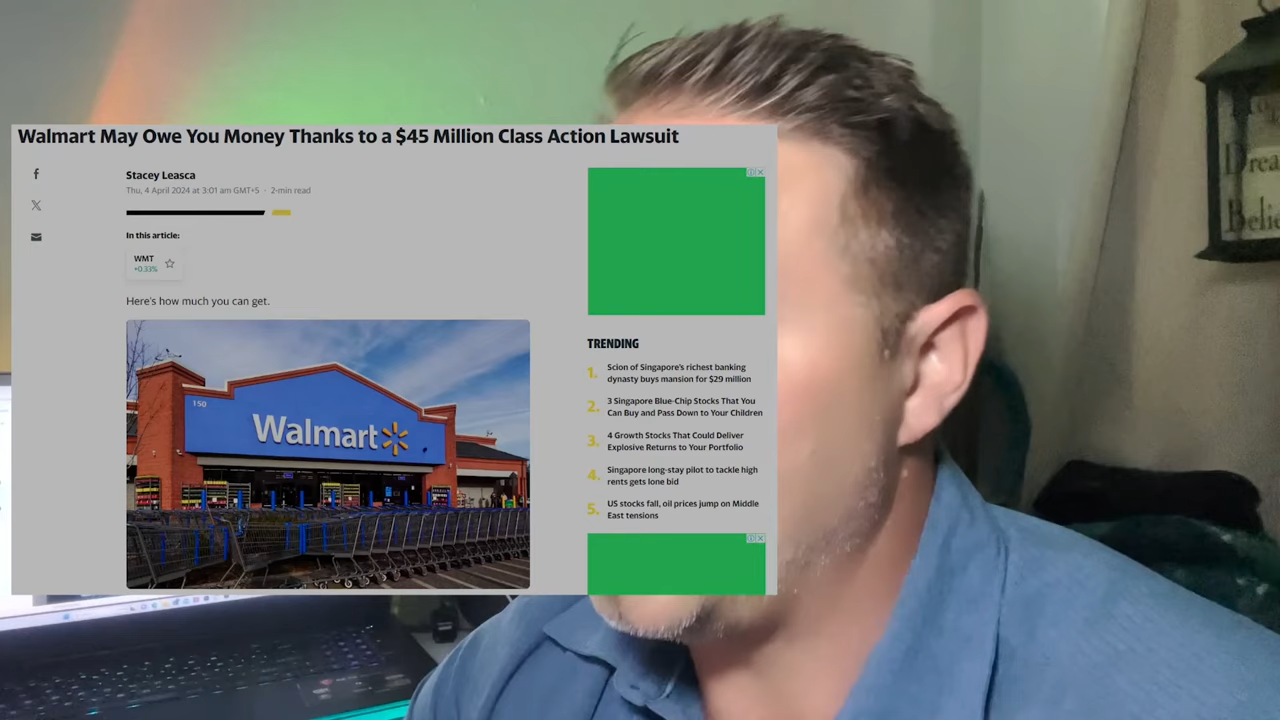 Walmart May Owe You Money Thanks to a $45 Million Class Action Lawsuit
Stacey Leasca
Thu, 4 April 2024 at 3:01 am GMT+5 · 2-min read
In this article:
WMT
+0.33%
Here's how much you can get.
150
Walmart
TRENDING
1. Scion of Singapore's richest banking
dynasty buys mansion for $29 million
2. 3 Singapore Blue-Chip Stocks That You
Can Buy and Pass Down to Your Children
3. 4 Growth Stocks That Could Deliver
Explosive Returns to Your Portfolio
4. Singapore long-stay pilot to tackle high
rents gets lone bid
5. US stocks fall, oil prices jump on Middle
East tensions